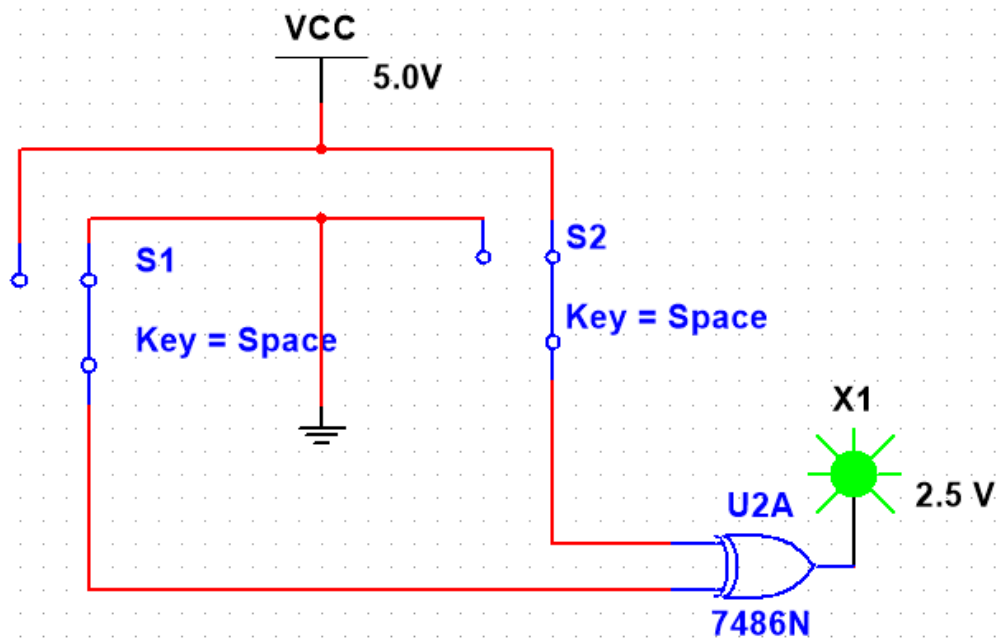 VCC
5.0V
S1
Key = Space
S2
Key = Space
X1
2.5 V
U2A
7486N